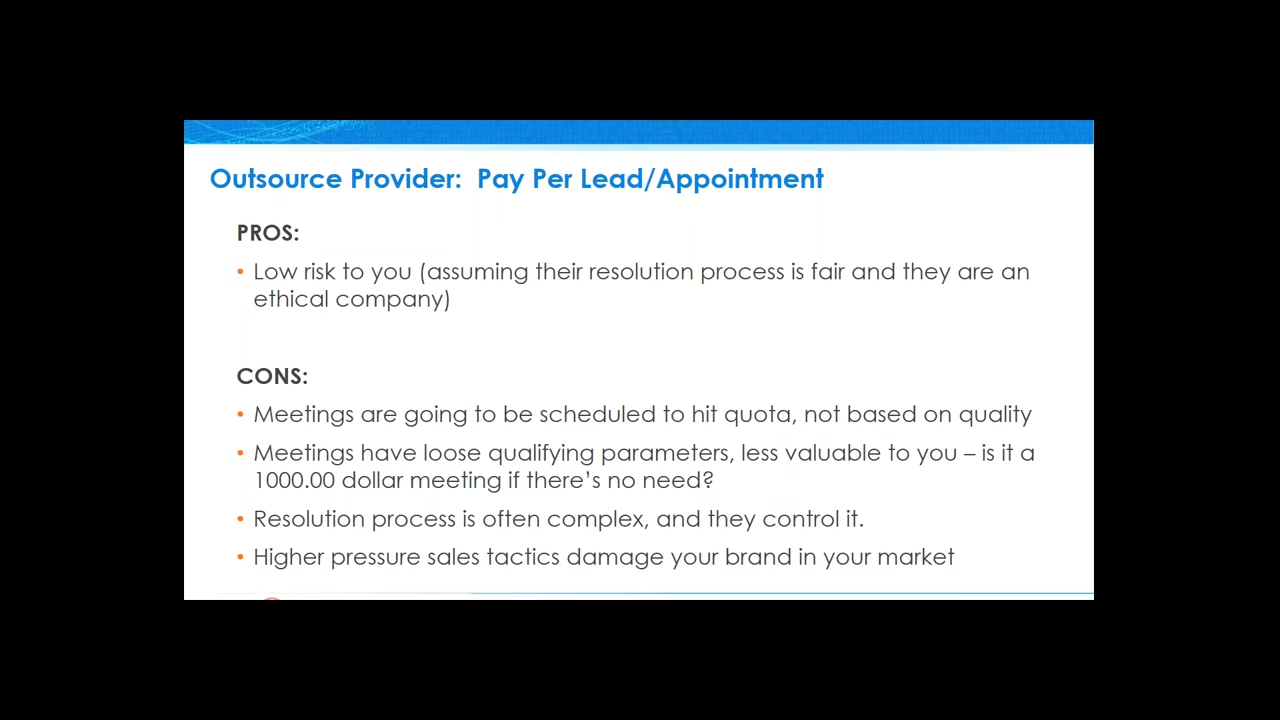 Outsource Provider:  Pay Per Lead/Appointment
PROS:
• Low risk to you (assuming their resolution process is fair and they are an
ethical company)
CONS:
• Meetings are going to be scheduled to hit quota, not based on quality
• Meetings have loose qualifying parameters, less valuable to you – is it a
1000.00 dollar meeting if there's no need?
• Resolution process is often complex, and they control it.
• Higher pressure sales tactics damage your brand in your market